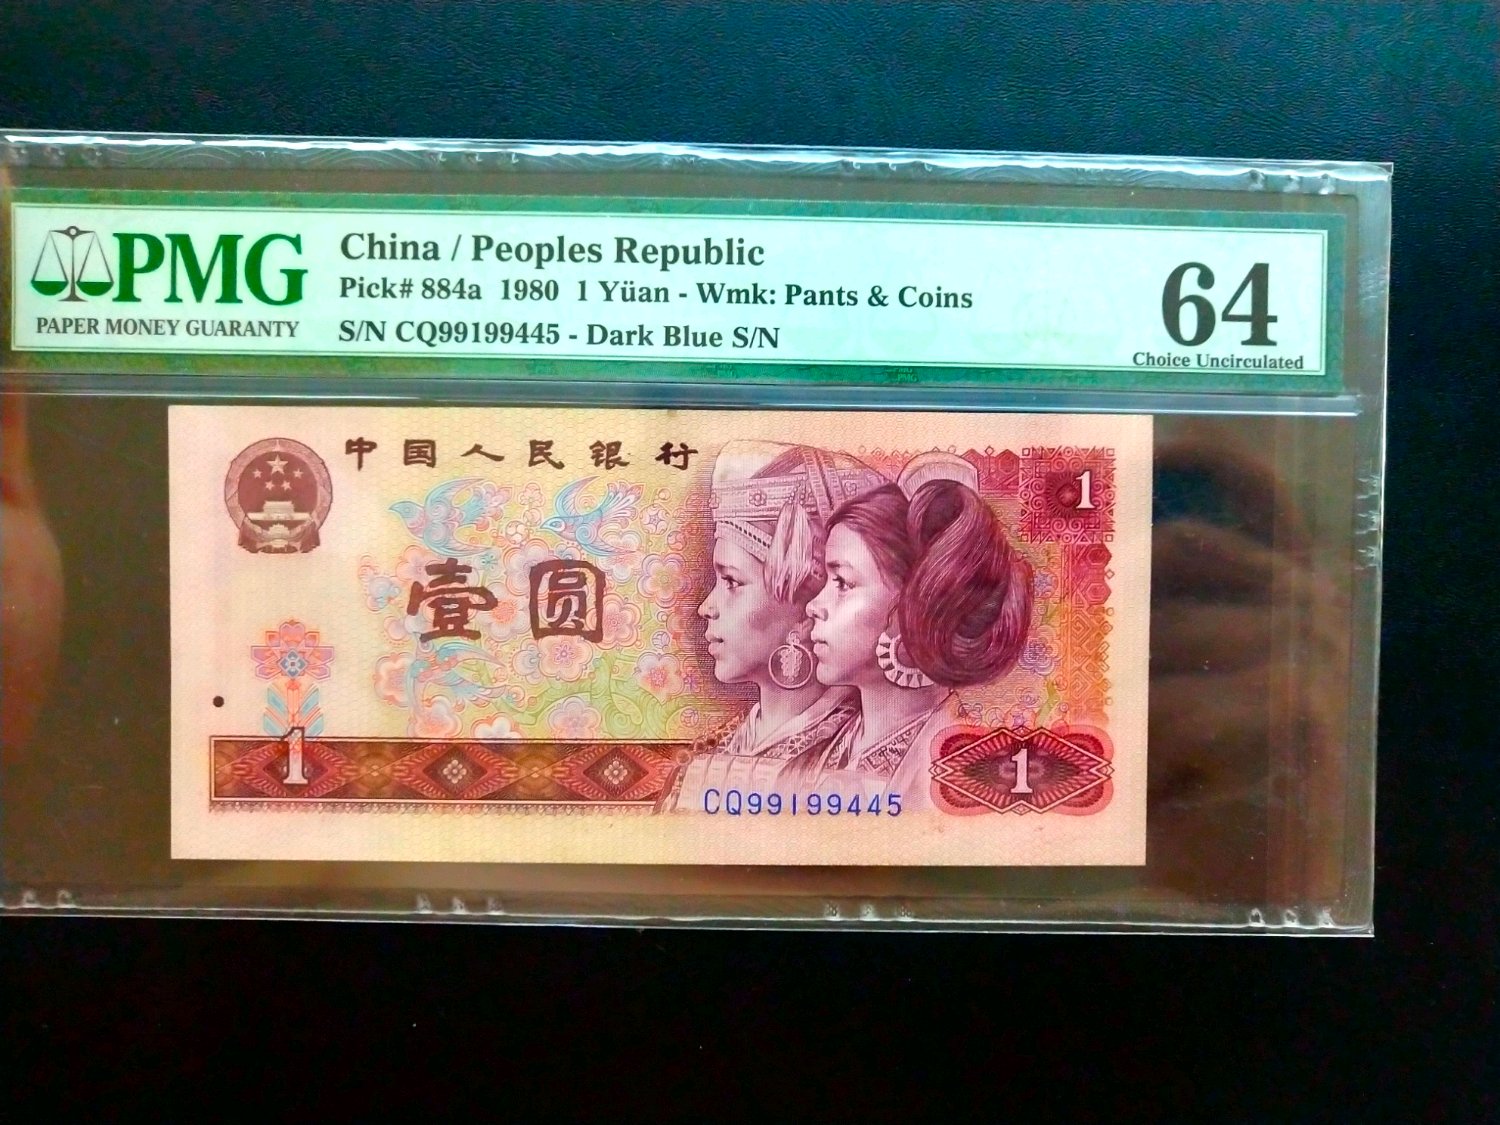 PMG
PAPER MONEY GUARANTY
China / Peoples Republic
Pick# 884a 1980 1 Yüan - Wmk: Pants & Coins
S/N CQ99199445 - Dark Blue S/N
64
Choice Uncirculated
中国人民银行
1
壹圆
1
1
CQ99199445